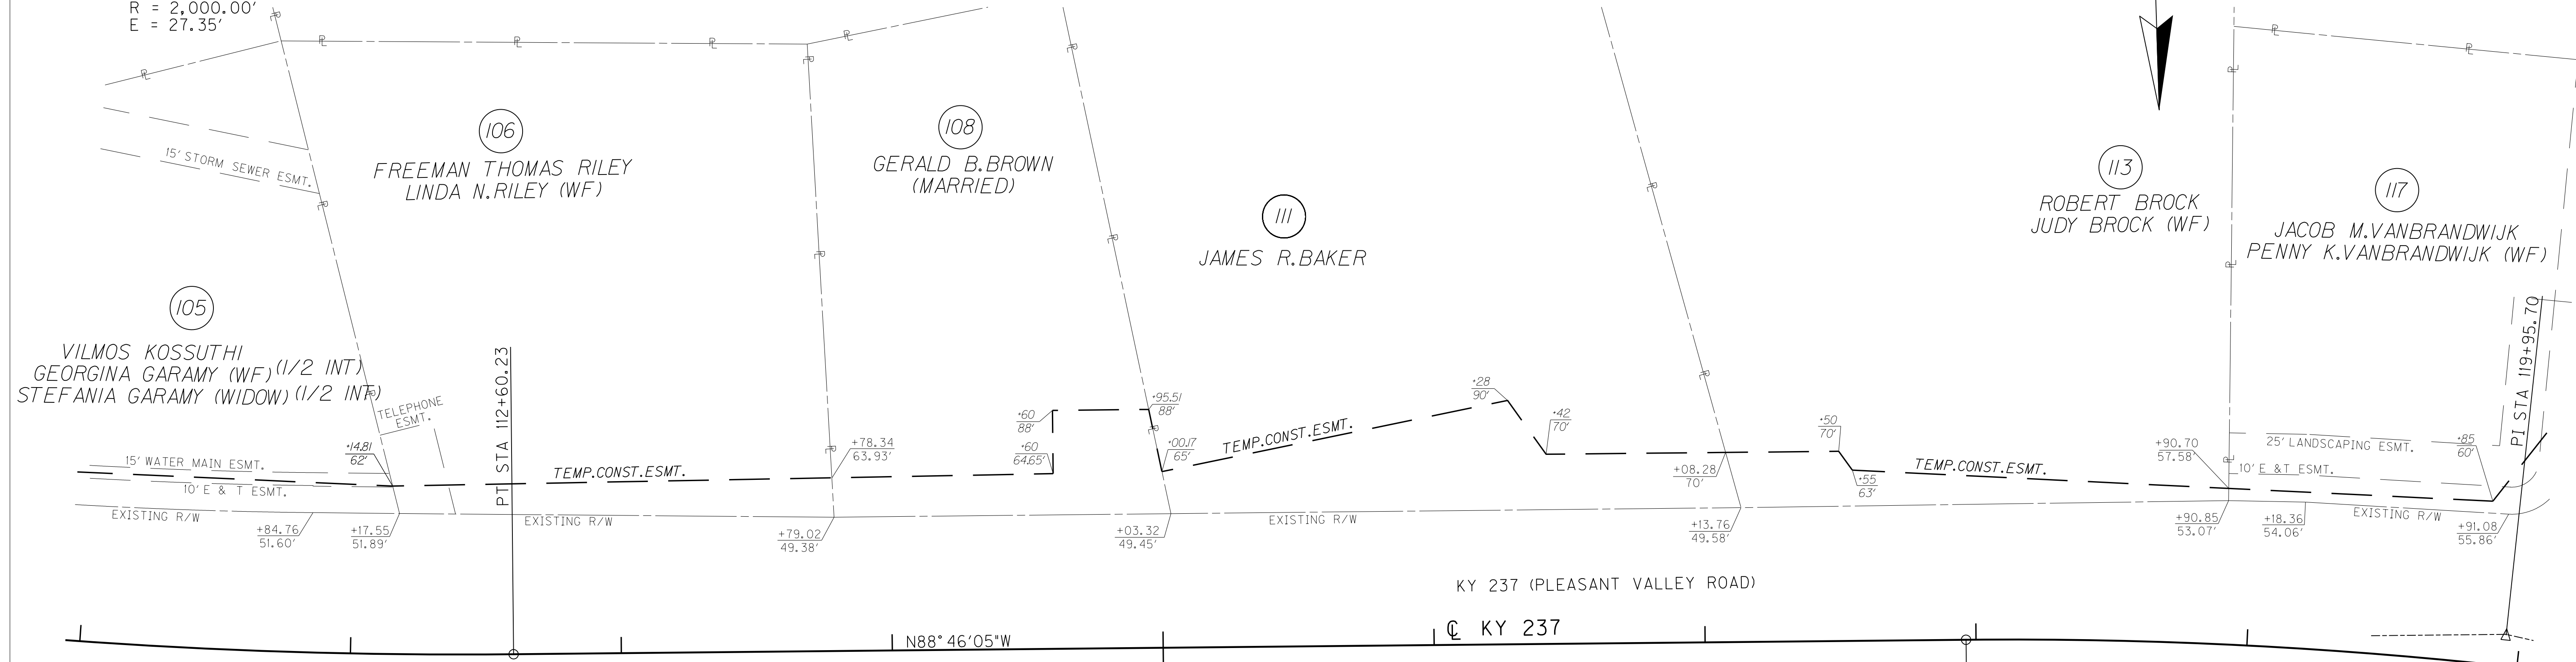 R = 2,000.00'
E = 27.35'
15' STORM SEWER ESMT.
106
FREEMAN THOMAS RILEY
LINDA N. RILEY (WF)
108
GERALD B. BROWN
(MARRIED)
111
JAMES R. BAKER
113
ROBERT BROCK
JUDY BROCK (WF)
117
JACOB M. VANBRANDWIJK
PENNY K. VANBRANDWIJK (WF)
105
VILMOS KOSSUTHI
GEORGINA GARAMY (WF) (1/2 INT)
STEFANIA GARAMY (WIDOW) (1/2 INT)
TELEPHONE
ESMT.
PT STA 112+60.23
PI STA 119+95.70
+14.81
62'
15' WATER MAIN ESMT.
10' E & T ESMT.
EXISTING R/W
+84.76
51.60'
+17.55
51.89'
TEMP. CONST. ESMT.
EXISTING R/W
+78.34
63.93'
+79.02
49.38'
+60
88'
+60
64.65'
+95.51
88'
+00.17
65'
+03.32
49.45'
TEMP. CONST. ESMT.
EXISTING R/W
+28
90'
+42
70'
+08.28
70'
+13.76
49.58'
+50
70'
+55
63'
TEMP. CONST. ESMT.
+90.70
57.58'
+90.85
53.07'
25' LANDSCAPING ESMT.
10' E & T ESMT.
+85
60'
+18.36
54.06'
EXISTING R/W
+91.08
55.86'
KY 237 (PLEASANT VALLEY ROAD)
N88°46'05"W
℄ KY 237